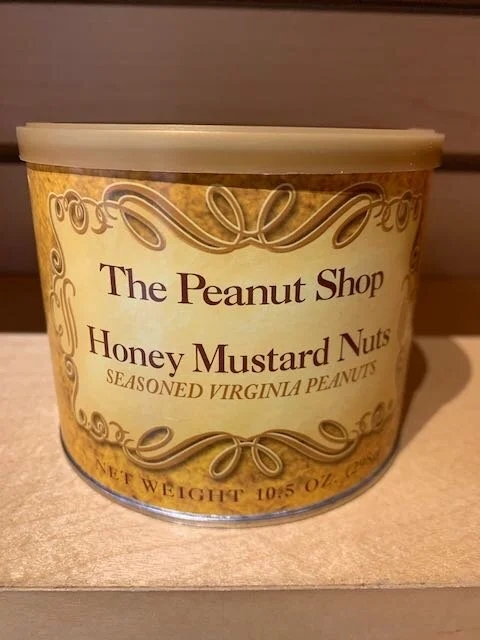 The Peanut Shop
Honey Mustard Nuts
SEASONED VIRGINIA PEANUTS
NET WEIGHT 10.5 OZ.